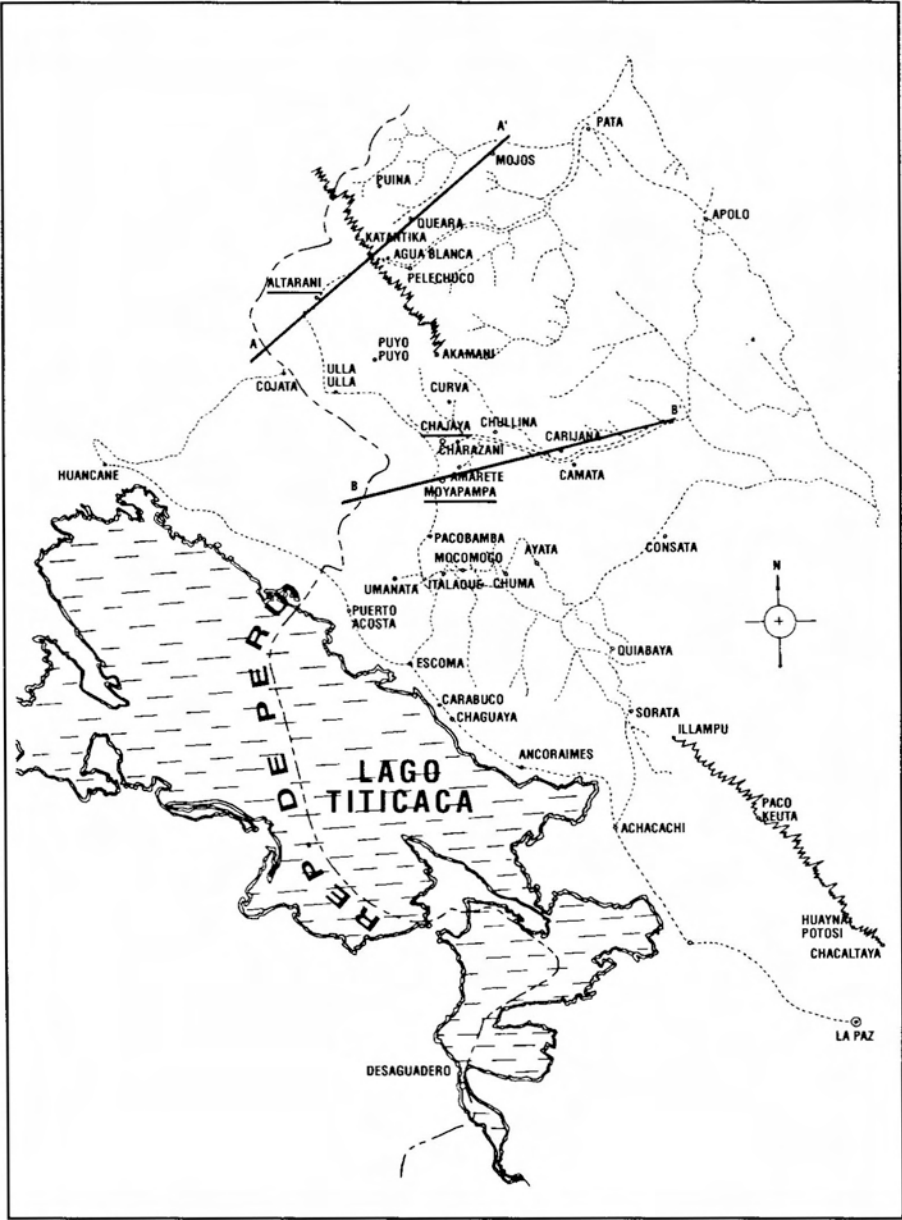 PATA
A'
MOJOS
PUINA
APOLO
QUEARA
KATANTIKA
AGUA BLANCA
PELECHUCO
ALTARANI
A
PUYO
PUYO
AKAMANI
COJATA
ULLA
ULLA
CURVA
B'
CHAJAYA
CHULLINA
CHARAZANI
CARIJANA
HUANCANE
AMARETE
CAMATA
B
MOYAPAMPA
PACOBAMBA
CONSATA
AYATA
MOCOMOCO
UMANATA
ITALAQUE
CHUMA
N
PUERTO
ACOSTA
QUIABAYA
ESCOMA
CARABUCO
CHAGUAYA
SORATA
ILLAMPU
ANCORAIMES
REP. DE PERU
LAGO
TITICACA
PACO
KEUTA
ACHACACHI
HUAYNA
POTOSI
CHACALTAYA
LA PAZ
DESAGUADERO